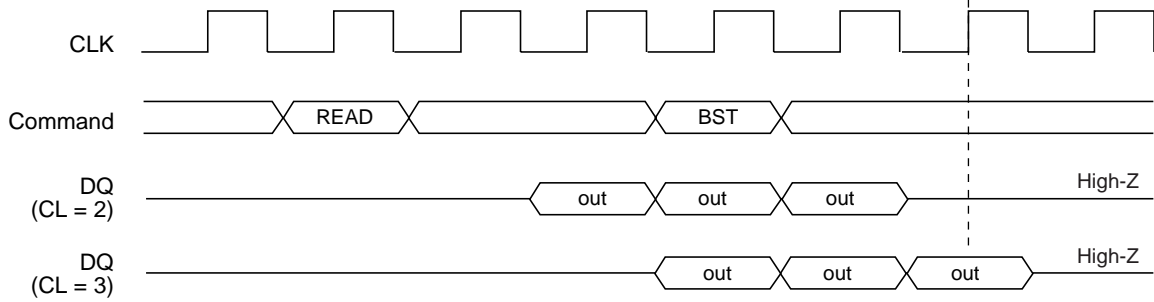 CLK
Command
READ
BST
DQ
(CL = 2)
out
out
out
High-Z
DQ
(CL = 3)
out
out
out
High-Z